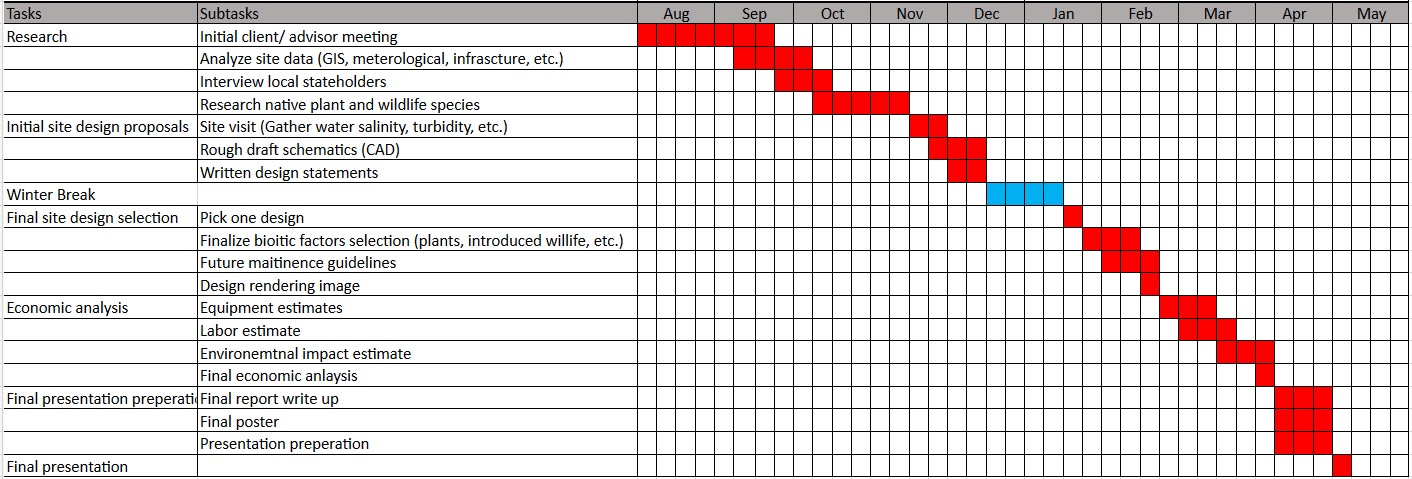 Tasks Subtasks Aug Sep Oct Nov Dec Jan Feb Mar Apr May
Research Initial client/ advisor meeting
Analyze site data (GIS, meterological, infrascture, etc.)
Interview local stateholders
Research native plant and wildlife species
Initial site design proposals Site visit (Gather water salinity, turbidity, etc.)
Rough draft schematics (CAD)
Written design statements
Winter Break
Final site design selection Pick one design
Finalize bioitic factors selection (plants, introduced willife, etc.)
Future maitinence guidelines
Design rendering image
Economic analysis Equipment estimates
Labor estimate
Environemtnal impact estimate
Final economic anlaysis
Final presentation preperati Final report write up
Final poster
Presentation preperation
Final presentation